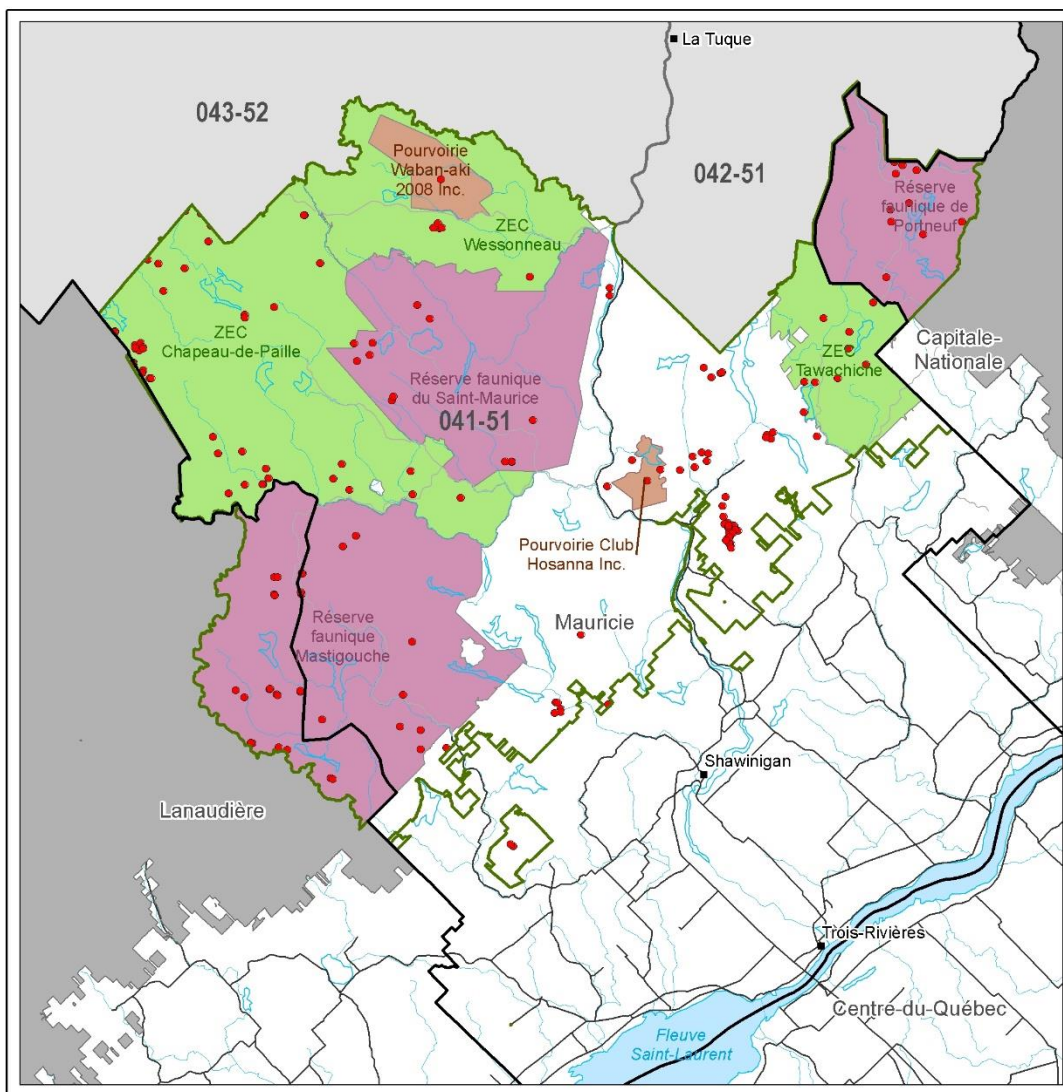 La Tuque
043-52
042-51
Pourvoirie
Waban-aki
2008 Inc.
Réserve
faunique de
Portneuf
ZEC
Wessonneau
ZEC
Chapeau-de-Paille
Capitale-
Nationale
ZEC
Tawachiche
Réserve faunique
du Saint-Maurice
041-51
Pourvoirie Club
Hosanna Inc.
Réserve
faunique
Mastigouche
Mauricie
Shawinigan
Lanaudière
Trois-Rivières
Centre-du-Québec
Fleuve
Saint-Laurent